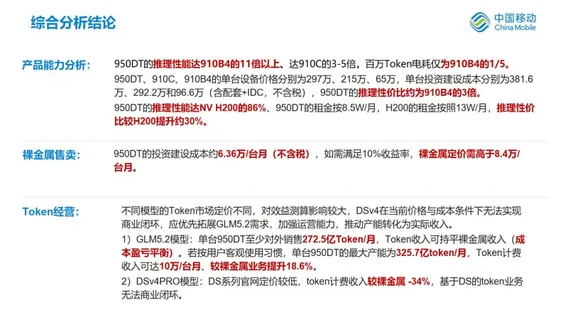 综合分析结论
中国移动
China Mobile
产品能力分析：
950DT的推理性能达910B4的11倍以上、达910C的3-5倍，百万Token电耗仅为910B4的1/5。
950DT、910C、910B4的单台设备价格分别为297万、215万、65万，单台投资建设成本分别为381.6
万、292.2万和96.6万（含配套+IDC，不含税），950DT的推理性价比约为910B4的3倍。
950DT的推理性能达NV H200的86%、950DT的租金按8.5W/月，H200的租金按照13W/月，推理性价
比较H200提升约30%。
裸金属售卖：
950DT的投资建设成本约6.36万/台月（不含税），如需满足10%收益率，裸金属定价需高于8.4万/
台月。
Token经营：
不同模型的Token市场定价不同，对效益测算影响较大，DSv4在当前价格与成本条件下无法实现
商业闭环，应优先拓展GLM5.2需求，加强运营能力，推动产能转化为实际收入。
1）GLM5.2模型：单台950DT至少对外销售272.5亿Token/月，Token收入可持平裸金属收入（成
本盈亏平衡）。若按用户客观使用习惯，单台950DT的最大产能为325.7亿token/月，Token计费
收入可达10万/台月、较裸金属业务提升18.6%。
2）DSv4PRO模型：DS系列官网定价较低，token计费收入较裸金属 -34%，基于DS的token业务
无法商业闭环。